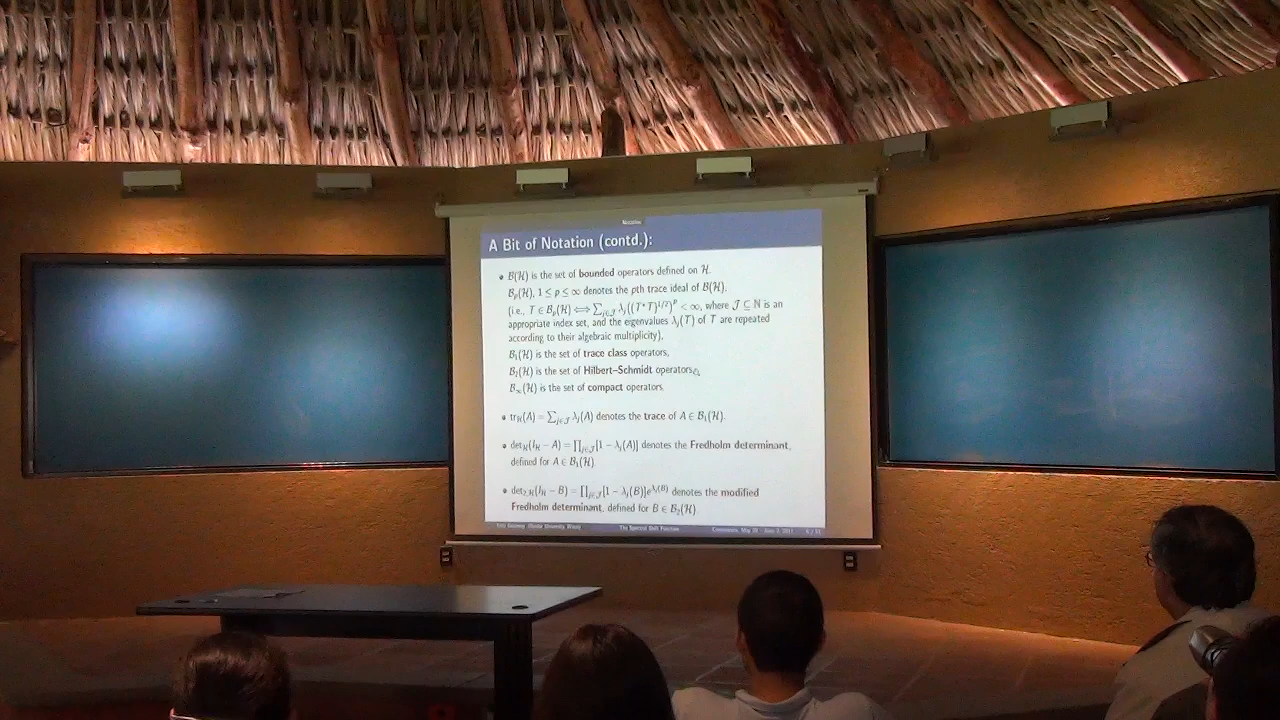 Notation
A Bit of Notation (contd.):
• B(H) is the set of bounded operators defined on H.
B_p(H), 1 ≤ p ≤ ∞ denotes the pth trace ideal of B(H),
(i.e., T ∈ B_p(H) ⟺ ∑_{j∈J} λ_j((T*T)^{1/2})^p < ∞, where J ⊆ ℕ is an
appropriate index set, and the eigenvalues λ_j(T) of T are repeated
according to their algebraic multiplicity),
B_1(H) is the set of trace class operators,
B_2(H) is the set of Hilbert–Schmidt operators,
B_∞(H) is the set of compact operators.
• tr_H(A) = ∑_{j∈J} λ_j(A) denotes the trace of A ∈ B_1(H).
• det_H(I_H − A) = ∏_{j∈J}[1 − λ_j(A)] denotes the Fredholm determinant,
defined for A ∈ B_1(H).
• det_{2,H}(I_H − B) = ∏_{j∈J}[1 − λ_j(B)]e^{λ_j(B)} denotes the modified
Fredholm determinant, defined for B ∈ B_2(H).
The Spectral Shift Function